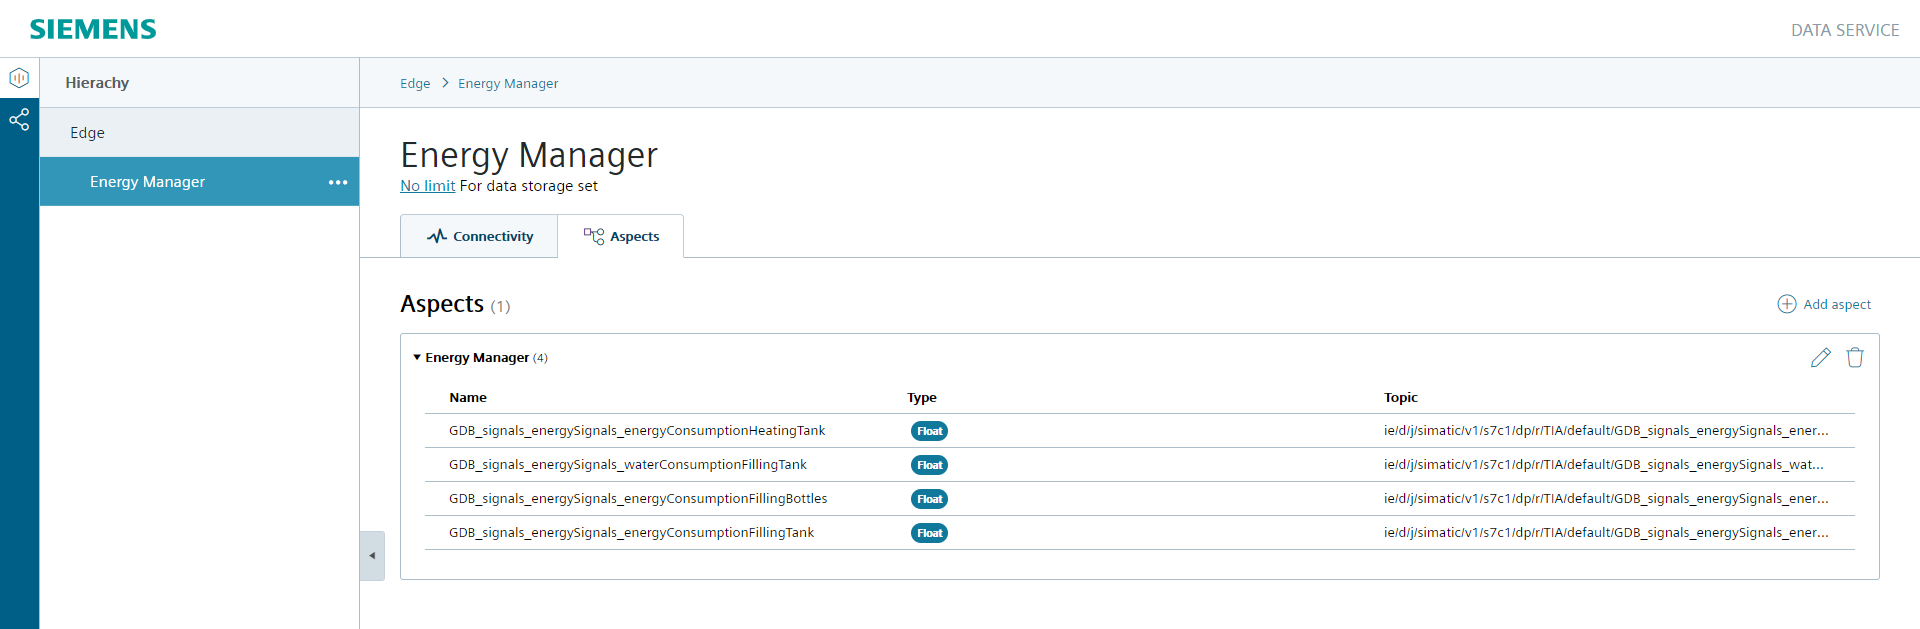 SIEMENS
DATA SERVICE
Hierachy
Edge
Energy Manager
Edge > Energy Manager
Energy Manager
No limit For data storage set
Connectivity
Aspects
Aspects (1)
Add aspect
Energy Manager (4)
Name Type Topic
GDB_signals_energySignals_energyConsumptionHeatingTank Float ie/d/j/simatic/v1/s7c1/dp/r/TIA/default/GDB_signals_energySignals_ener...
GDB_signals_energySignals_waterConsumptionFillingTank Float ie/d/j/simatic/v1/s7c1/dp/r/TIA/default/GDB_signals_energySignals_wat...
GDB_signals_energySignals_energyConsumptionFillingBottles Float ie/d/j/simatic/v1/s7c1/dp/r/TIA/default/GDB_signals_energySignals_ener...
GDB_signals_energySignals_energyConsumptionFillingTank Float ie/d/j/simatic/v1/s7c1/dp/r/TIA/default/GDB_signals_energySignals_ener...